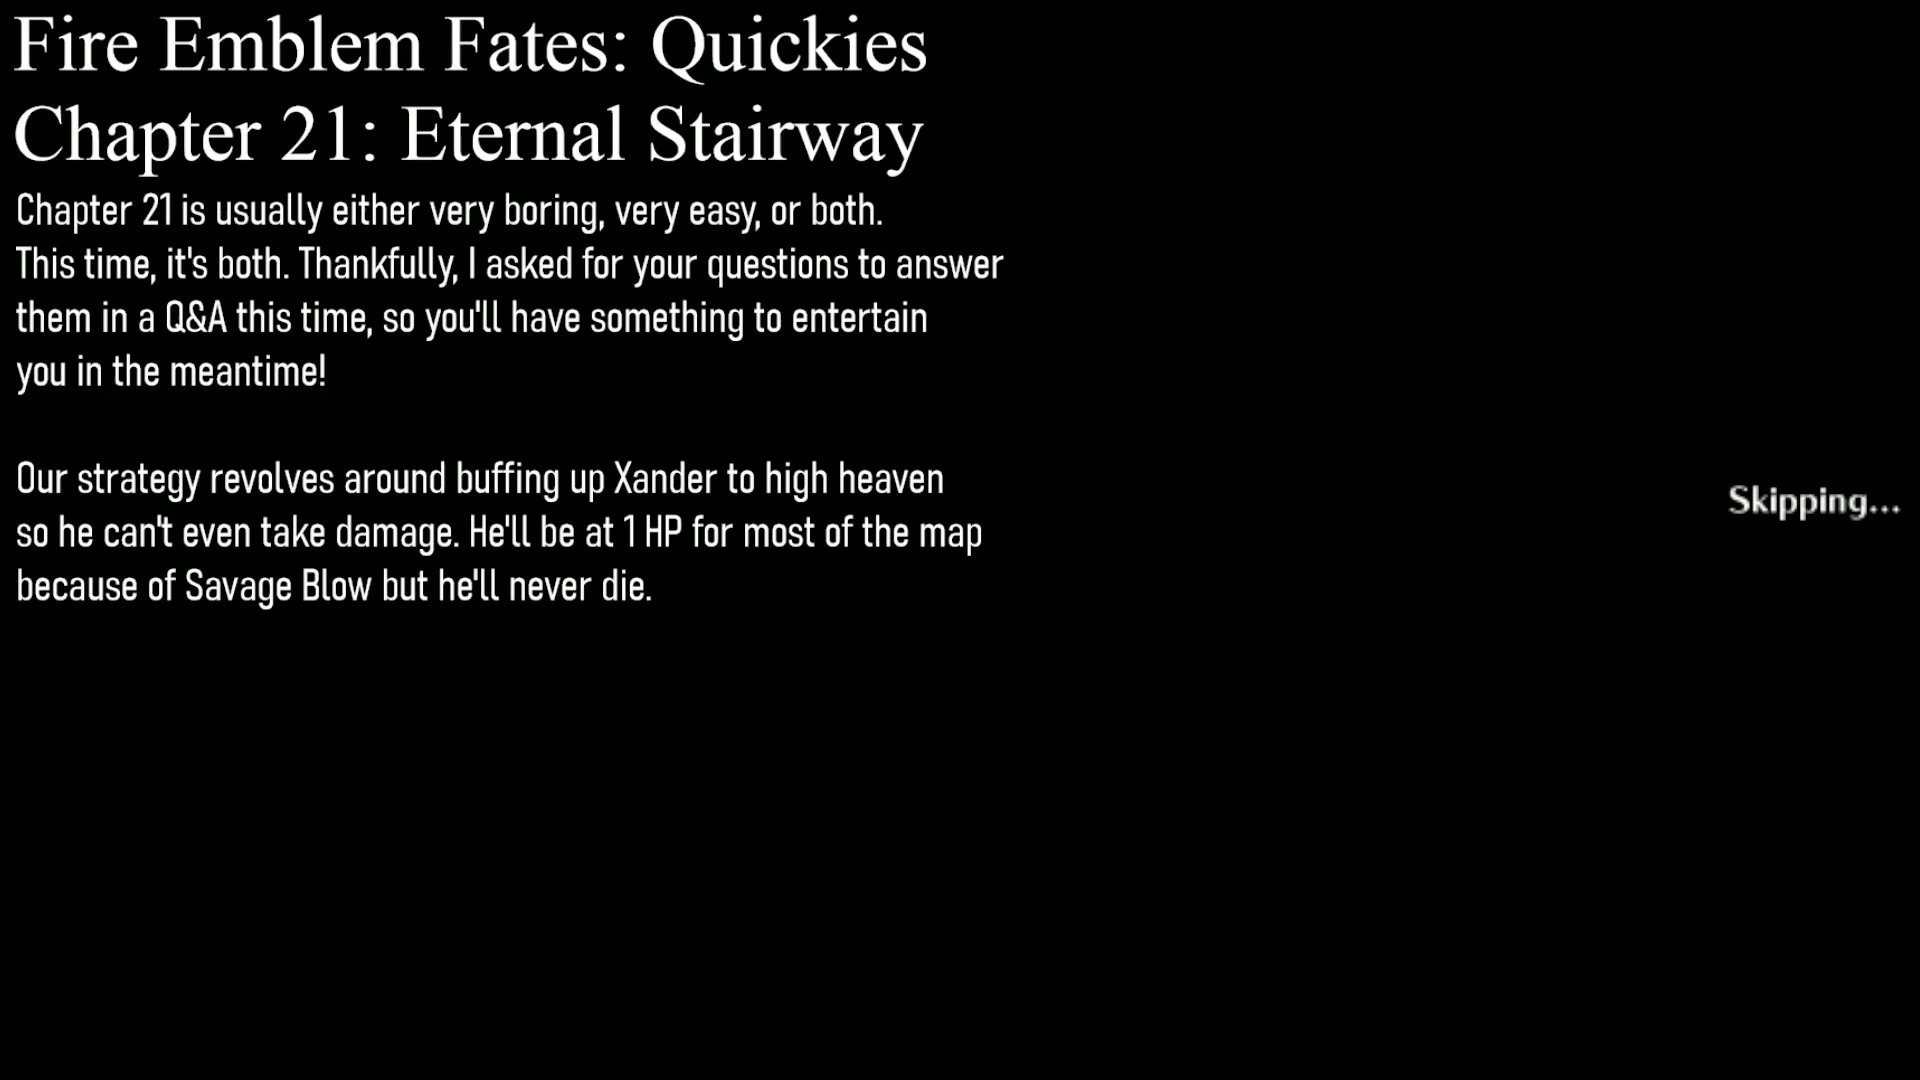 Fire Emblem Fates: Quickies
Chapter 21: Eternal Stairway
Chapter 21 is usually either very boring, very easy, or both.
This time, it's both. Thankfully, I asked for your questions to answer
them in a Q&A this time, so you'll have something to entertain
you in the meantime!
Our strategy revolves around buffing up Xander to high heaven
so he can't even take damage. He'll be at 1 HP for most of the map
because of Savage Blow but he'll never die.
Skipping...